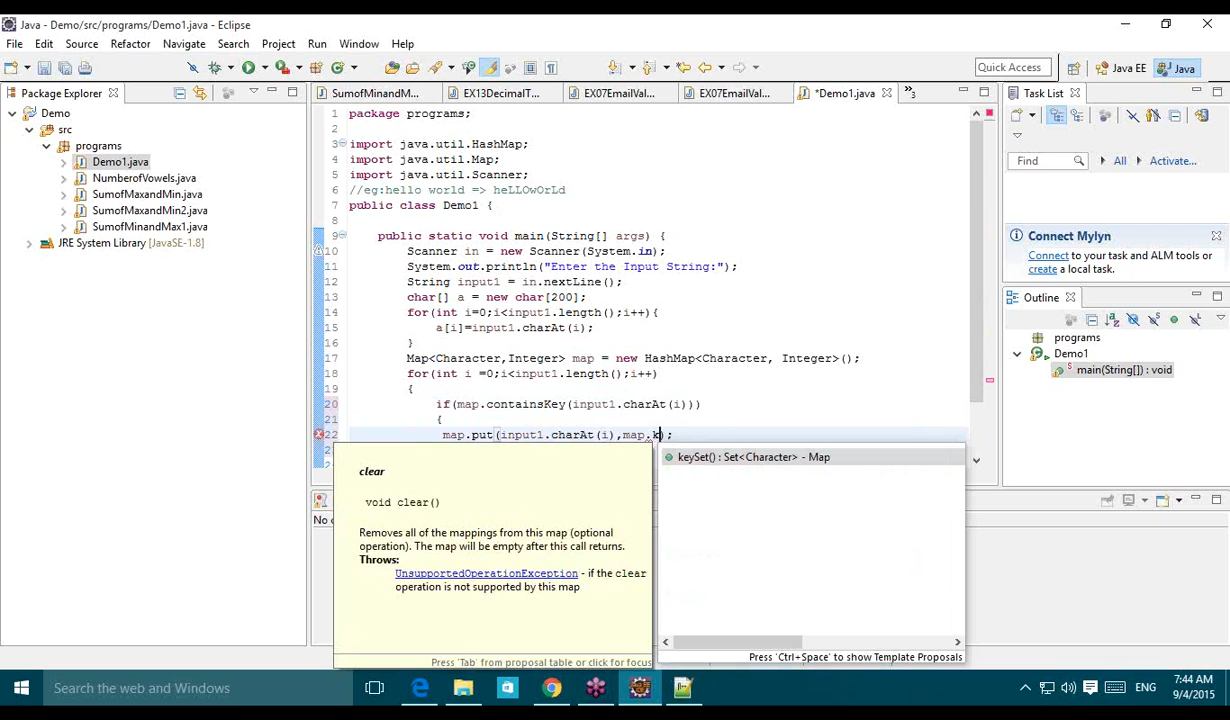 Java - Demo/src/programs/Demo1.java - Eclipse
File Edit Source Refactor Navigate Search Project Run Window Help
Quick Access
Java EE
Java
Package Explorer
SumofMinandM...
EX13DecimalT...
EX07EmailVal...
EX07EmailVal...
*Demo1.java
»3
Task List
Demo
src
programs
Demo1.java
NumberofVowels.java
SumofMaxandMin.java
SumofMaxandMin2.java
SumofMinandMax1.java
JRE System Library [JavaSE-1.8]
1 package programs;
2
3 import java.util.HashMap;
4 import java.util.Map;
5 import java.util.Scanner;
6 //eg:hello world => heLLOwOrLd
7 public class Demo1 {
8
9 public static void main(String[] args) {
10 Scanner in = new Scanner(System.in);
11 System.out.println("Enter the Input String:");
12 String input1 = in.nextLine();
13 char[] a = new char[200];
14 for(int i=0;i<input1.length();i++){
15 a[i]=input1.charAt(i);
16 }
17 Map<Character,Integer> map = new HashMap<Character, Integer>();
18 for(int i =0;i<input1.length();i++)
19 {
20 if(map.containsKey(input1.charAt(i)))
21 {
22 map.put(input1.charAt(i),map.k);
Find
All
Activate...
Connect Mylyn
Connect to your task and ALM tools or
create a local task.
Outline
programs
Demo1
main(String[]) : void
clear
void clear()
Removes all of the mappings from this map (optional
operation). The map will be empty after this call returns.
Throws:
UnsupportedOperationException - if the clear
operation is not supported by this map
Press 'Tab' from proposal table or click for focus
keySet() : Set<Character> - Map
Press 'Ctrl+Space' to show Template Proposals
No c
Search the web and Windows
ENG
7:44 AM
9/4/2015